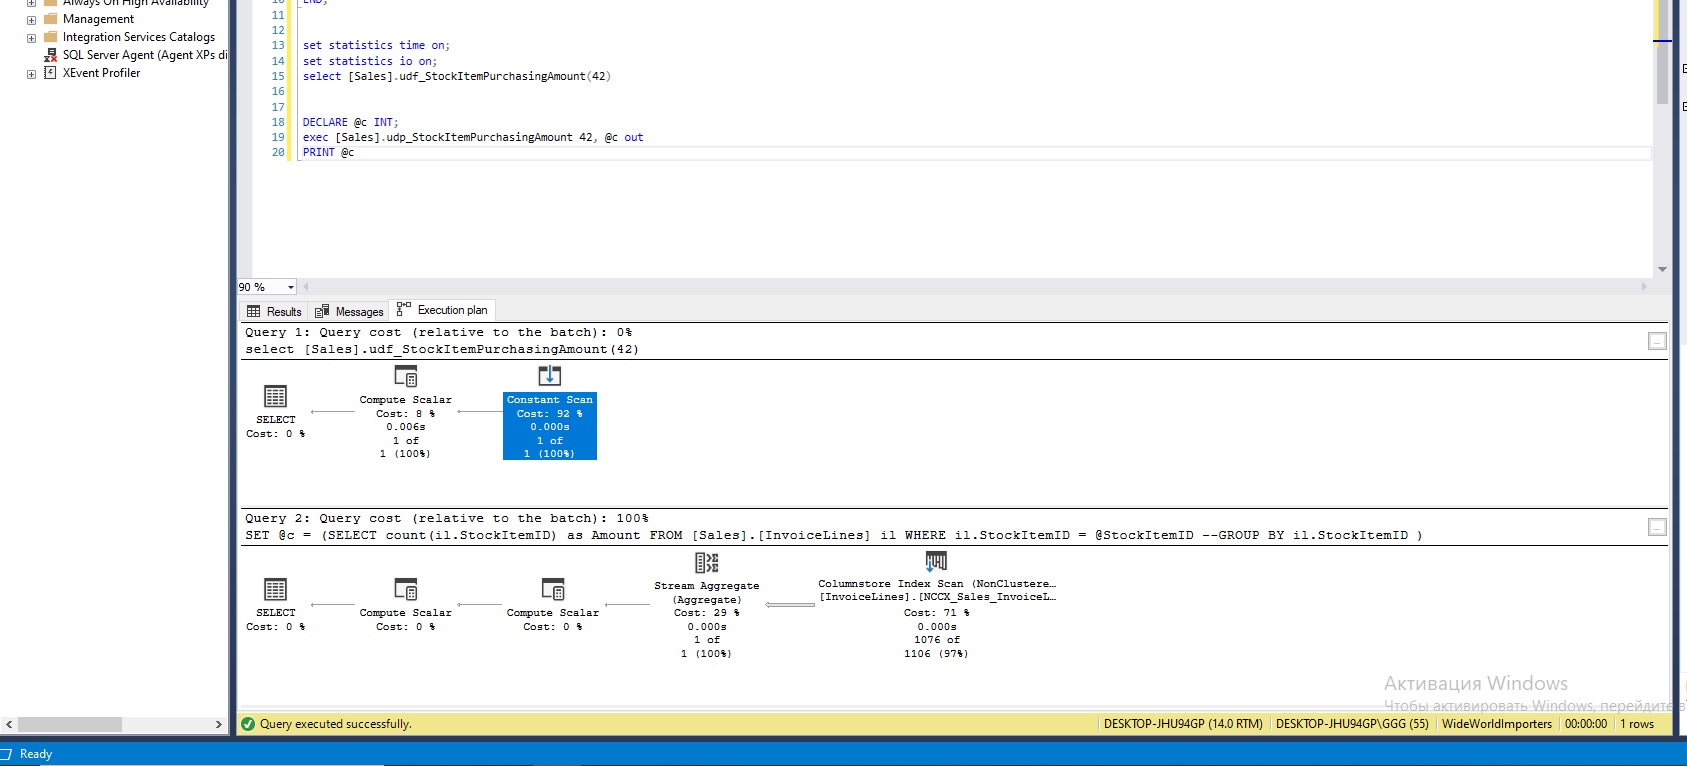 Always On High Availability
Management
Integration Services Catalogs
SQL Server Agent (Agent XPs di
XEvent Profiler
10 END;
11
12
13 set statistics time on;
14 set statistics io on;
15 select [Sales].udf_StockItemPurchasingAmount(42)
16
17
18 DECLARE @c INT;
19 exec [Sales].udp_StockItemPurchasingAmount 42, @c out
20 PRINT @c
90 %
Results Messages Execution plan
Query 1: Query cost (relative to the batch): 0%
select [Sales].udf_StockItemPurchasingAmount(42)
SELECT
Cost: 0 %
Compute Scalar
Cost: 8 %
0.006s
1 of
1 (100%)
Constant Scan
Cost: 92 %
0.000s
1 of
1 (100%)
Query 2: Query cost (relative to the batch): 100%
SET @c = (SELECT count(il.StockItemID) as Amount FROM [Sales].[InvoiceLines] il WHERE il.StockItemID = @StockItemID --GROUP BY il.StockItemID )
SELECT
Cost: 0 %
Compute Scalar
Cost: 0 %
Compute Scalar
Cost: 0 %
Stream Aggregate
(Aggregate)
Cost: 29 %
0.000s
1 of
1 (100%)
Columnstore Index Scan (NonClustere…
[InvoiceLines].[NCCX_Sales_InvoiceL…
Cost: 71 %
0.000s
1076 of
1106 (97%)
Активация Windows
Чтобы активировать Windows, перейдите в
Query executed successfully.
DESKTOP-JHU94GP (14.0 RTM) DESKTOP-JHU94GP\GGG (55) WideWorldImporters 00:00:00 1 rows
Ready